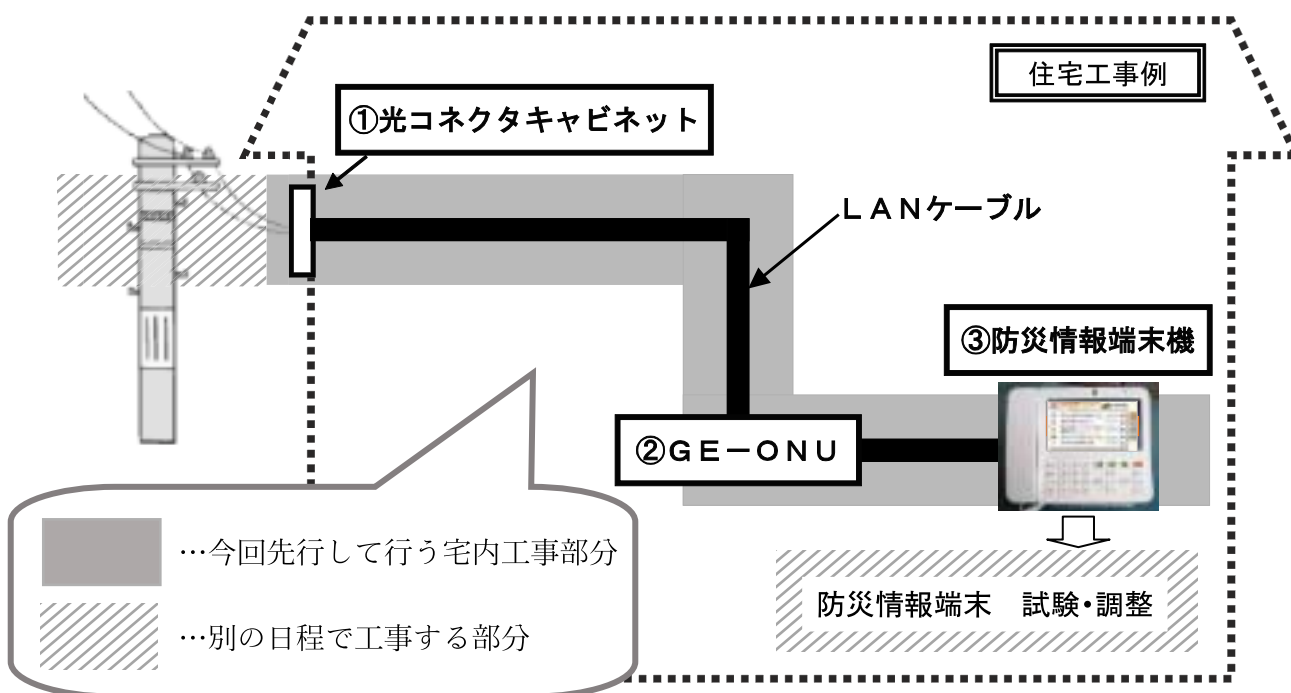 住宅工事例
①光コネクタキャビネット
ＬＡＮケーブル
③防災情報端末機
②ＧＥ－ＯＮＵ
…今回先行して行う宅内工事部分
…別の日程で工事する部分
防災情報端末　試験・調整